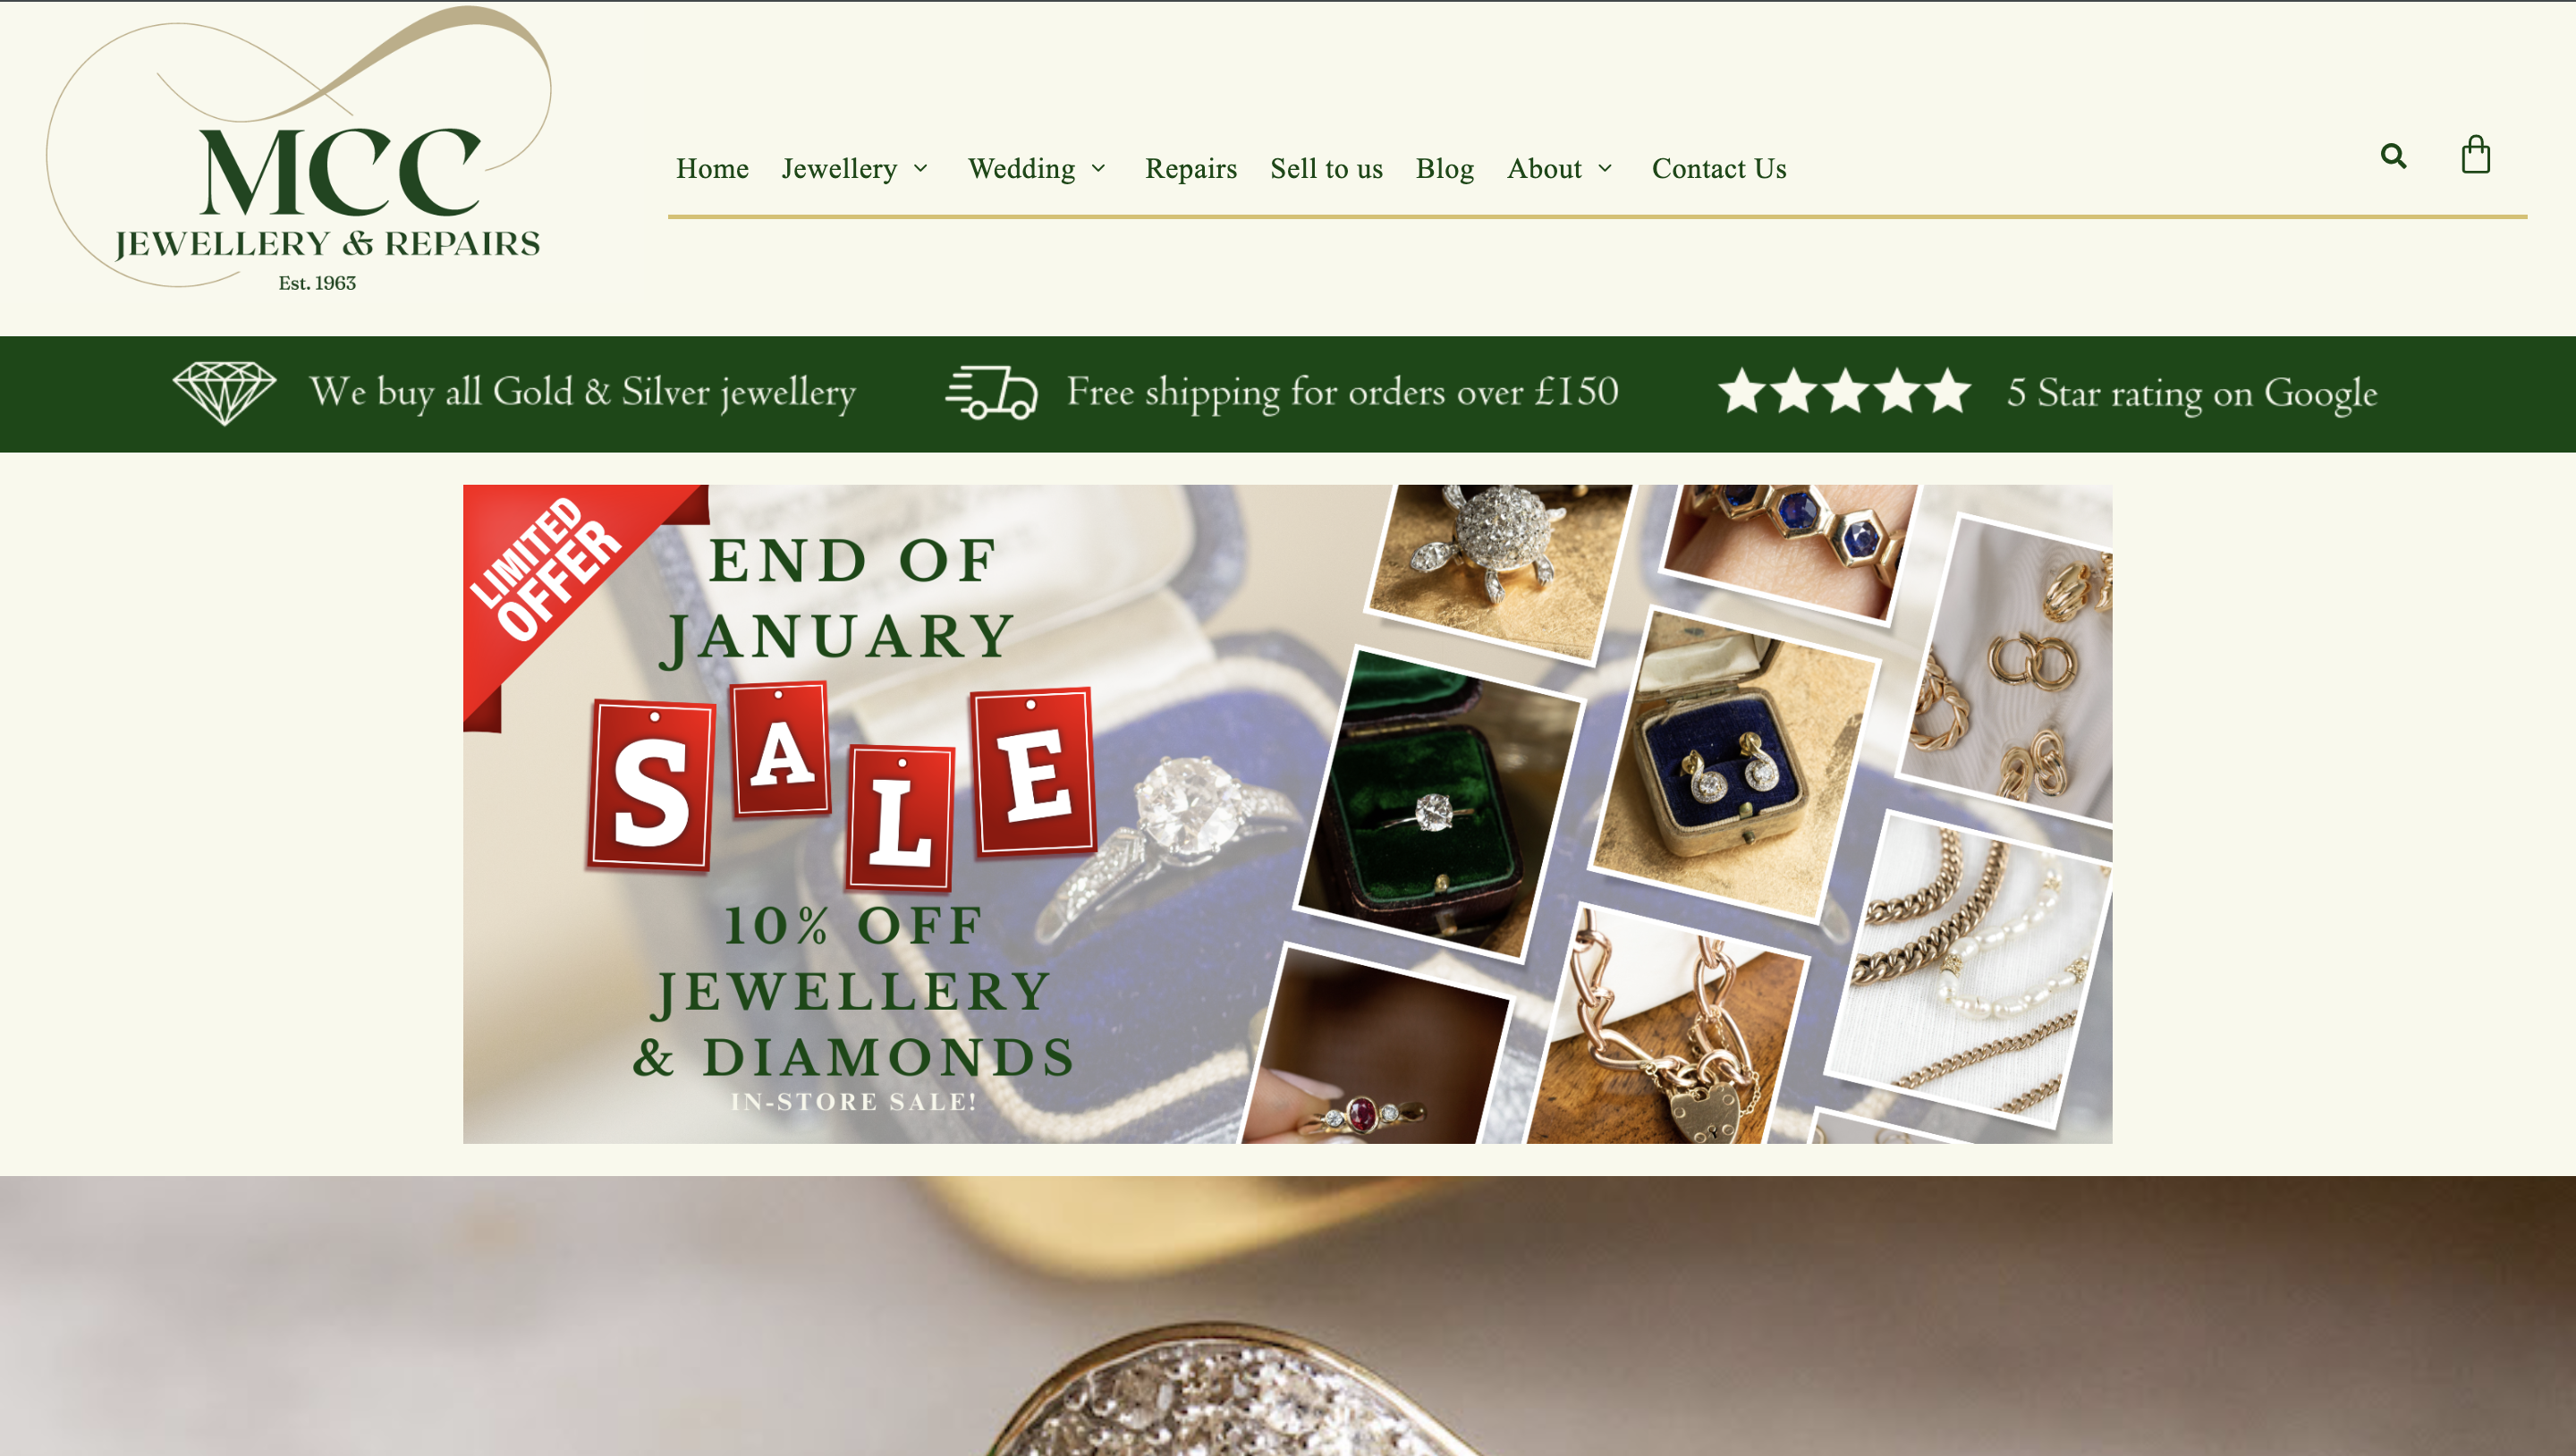 MCC
JEWELLERY & REPAIRS
Est. 1963
Home Jewellery Wedding Repairs Sell to us Blog About Contact Us
We buy all Gold & Silver jewellery
Free shipping for orders over £150
5 Star rating on Google
LIMITED
OFFER
END OF
JANUARY
SALE
10% OFF
JEWELLERY
& DIAMONDS
IN-STORE SALE!